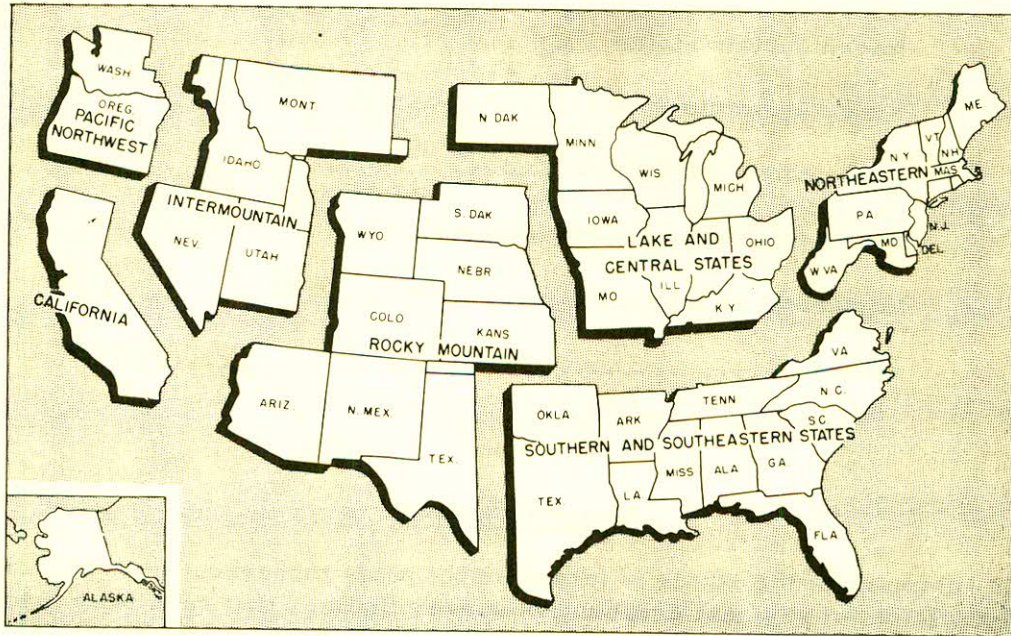 WASH
OREG.
PACIFIC
NORTHWEST
MONT.
IDAHO
INTERMOUNTAIN
NEV.
UTAH
CALIFORNIA
WYO
S. DAK
NEBR
COLO
KANS
ROCKY MOUNTAIN
ARIZ.
N. MEX
TEX.
N. DAK
MINN
WIS
MICH
IOWA
LAKE AND
CENTRAL STATES
OHIO
MO
ILL
KY
ME.
VT
NH
NY
MAS
NORTHEASTERN
PA
N.J.
MD
DEL
W. VA
VA
N. C.
TENN
OKLA
ARK
SC
SOUTHERN AND SOUTHEASTERN STATES
MISS
ALA
GA.
TEX
LA.
FLA
ALASKA